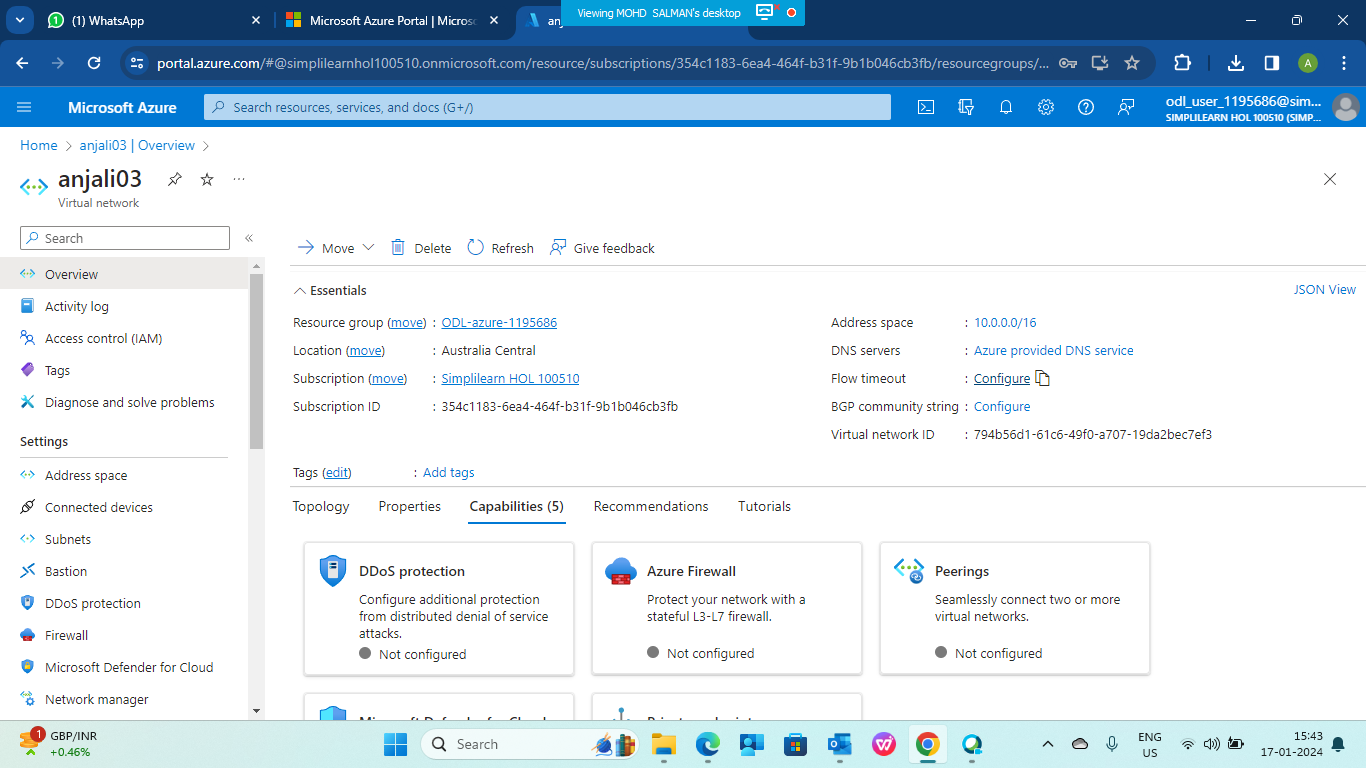 (1) WhatsApp
Microsoft Azure Portal | Micros
Viewing MOHD SALMAN's desktop
portal.azure.com/#@simplilearnhol100510.onmicrosoft.com/resource/subscriptions/354c1183-6ea4-464f-b31f-9b1b046cb3fb/resourcegroups/...
A
Microsoft Azure
Search resources, services, and docs (G+/)
odl_user_1195686@sim...
SIMPLILEARN HOL 100510 (SIMP...
Home > anjali03 | Overview >
anjali03
Virtual network
Search
Overview
Activity log
Access control (IAM)
Tags
Diagnose and solve problems
Settings
Address space
Connected devices
Subnets
Bastion
DDoS protection
Firewall
Microsoft Defender for Cloud
Network manager
Move
Delete
Refresh
Give feedback
Essentials
JSON View
Resource group (move) : ODL-azure-1195686
Location (move) : Australia Central
Subscription (move) : Simplilearn HOL 100510
Subscription ID : 354c1183-6ea4-464f-b31f-9b1b046cb3fb
Address space : 10.0.0.0/16
DNS servers : Azure provided DNS service
Flow timeout : Configure
BGP community string : Configure
Virtual network ID : 794b56d1-61c6-49f0-a707-19da2bec7ef3
Tags (edit) : Add tags
Topology
Properties
Capabilities (5)
Recommendations
Tutorials
DDoS protection
Configure additional protection
from distributed denial of service
attacks.
Not configured
Azure Firewall
Protect your network with a
stateful L3-L7 firewall.
Not configured
Peerings
Seamlessly connect two or more
virtual networks.
Not configured
Microsoft Defender for Cloud
Private endpoints
1
GBP/INR
+0.46%
Search
ENG
US
15:43
17-01-2024